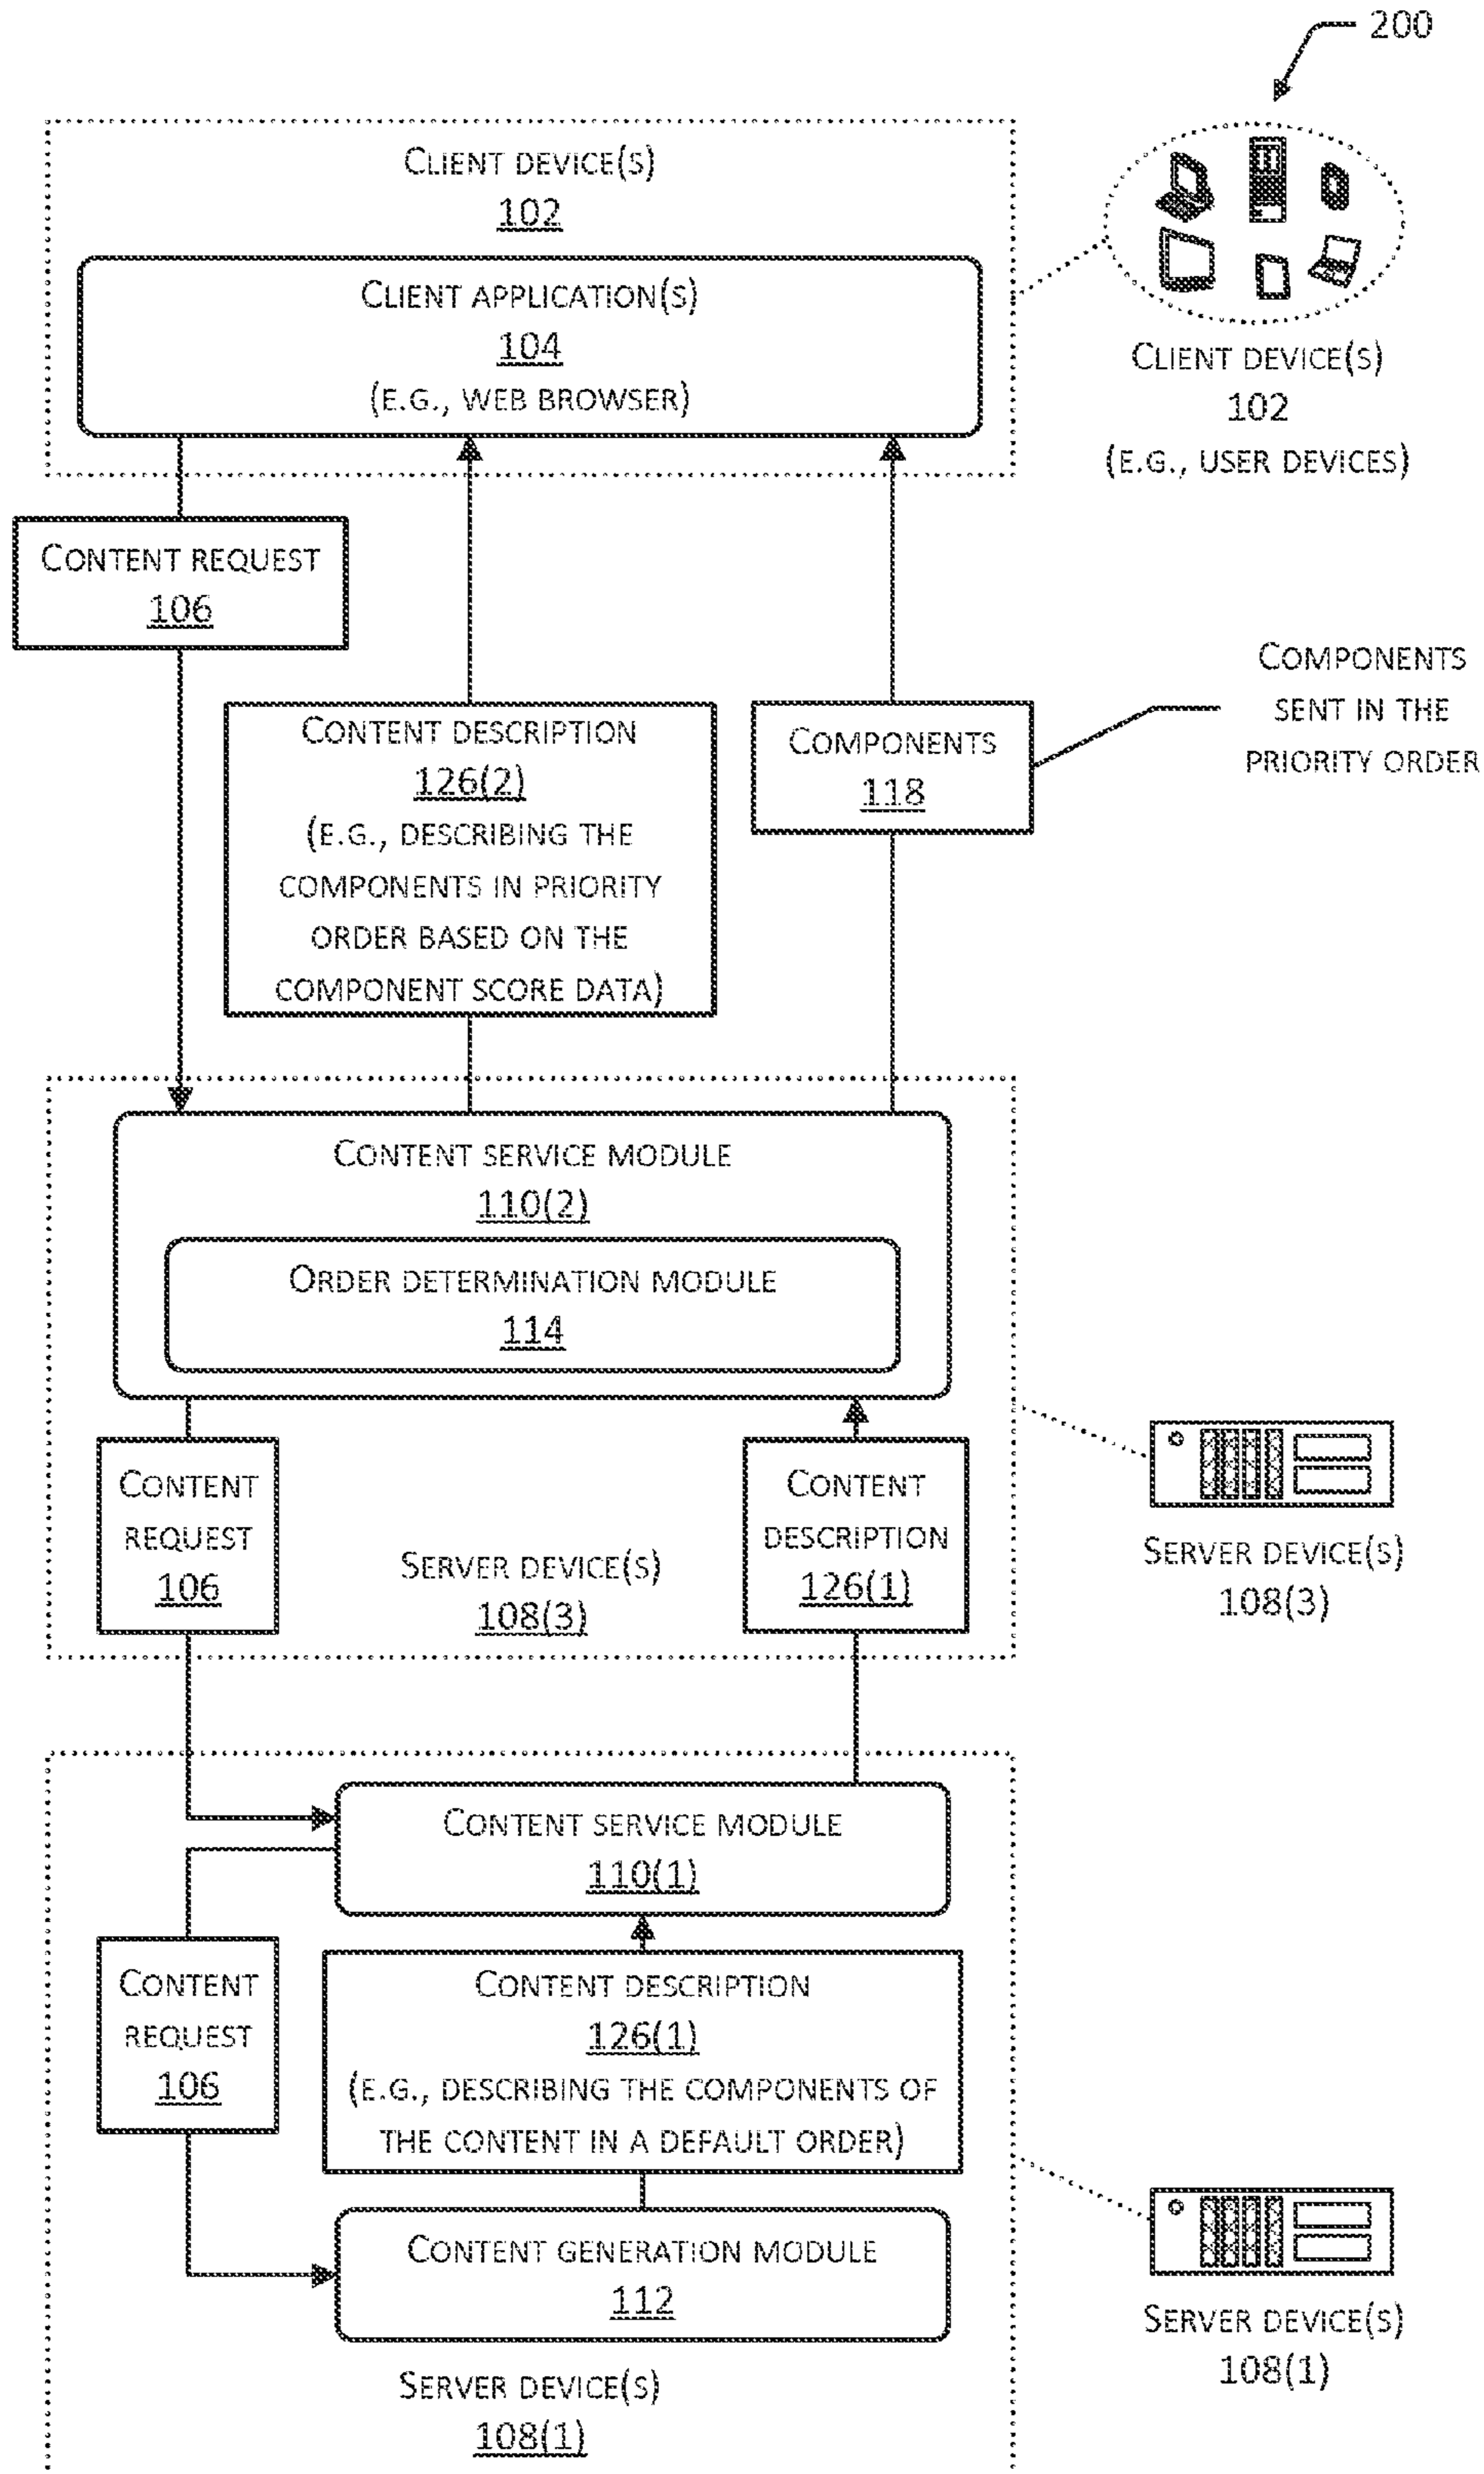 200
CLIENT DEVICE(S)
102
CLIENT APPLICATION(S)
104
(E.G., WEB BROWSER)
CLIENT DEVICE(S)
102
(E.G., USER DEVICES)
CONTENT REQUEST
106
CONTENT DESCRIPTION
126(2)
(E.G., DESCRIBING THE
COMPONENTS IN PRIORITY
ORDER BASED ON THE
COMPONENT SCORE DATA)
COMPONENTS
118
COMPONENTS
SENT IN THE
PRIORITY ORDER
CONTENT SERVICE MODULE
110(2)
ORDER DETERMINATION MODULE
114
CONTENT
REQUEST
106
SERVER DEVICE(S)
108(3)
CONTENT
DESCRIPTION
126(1)
SERVER DEVICE(S)
108(3)
CONTENT SERVICE MODULE
110(1)
CONTENT
REQUEST
106
CONTENT DESCRIPTION
126(1)
(E.G., DESCRIBING THE COMPONENTS OF
THE CONTENT IN A DEFAULT ORDER)
CONTENT GENERATION MODULE
112
SERVER DEVICE(S)
108(1)
SERVER DEVICE(S)
108(1)